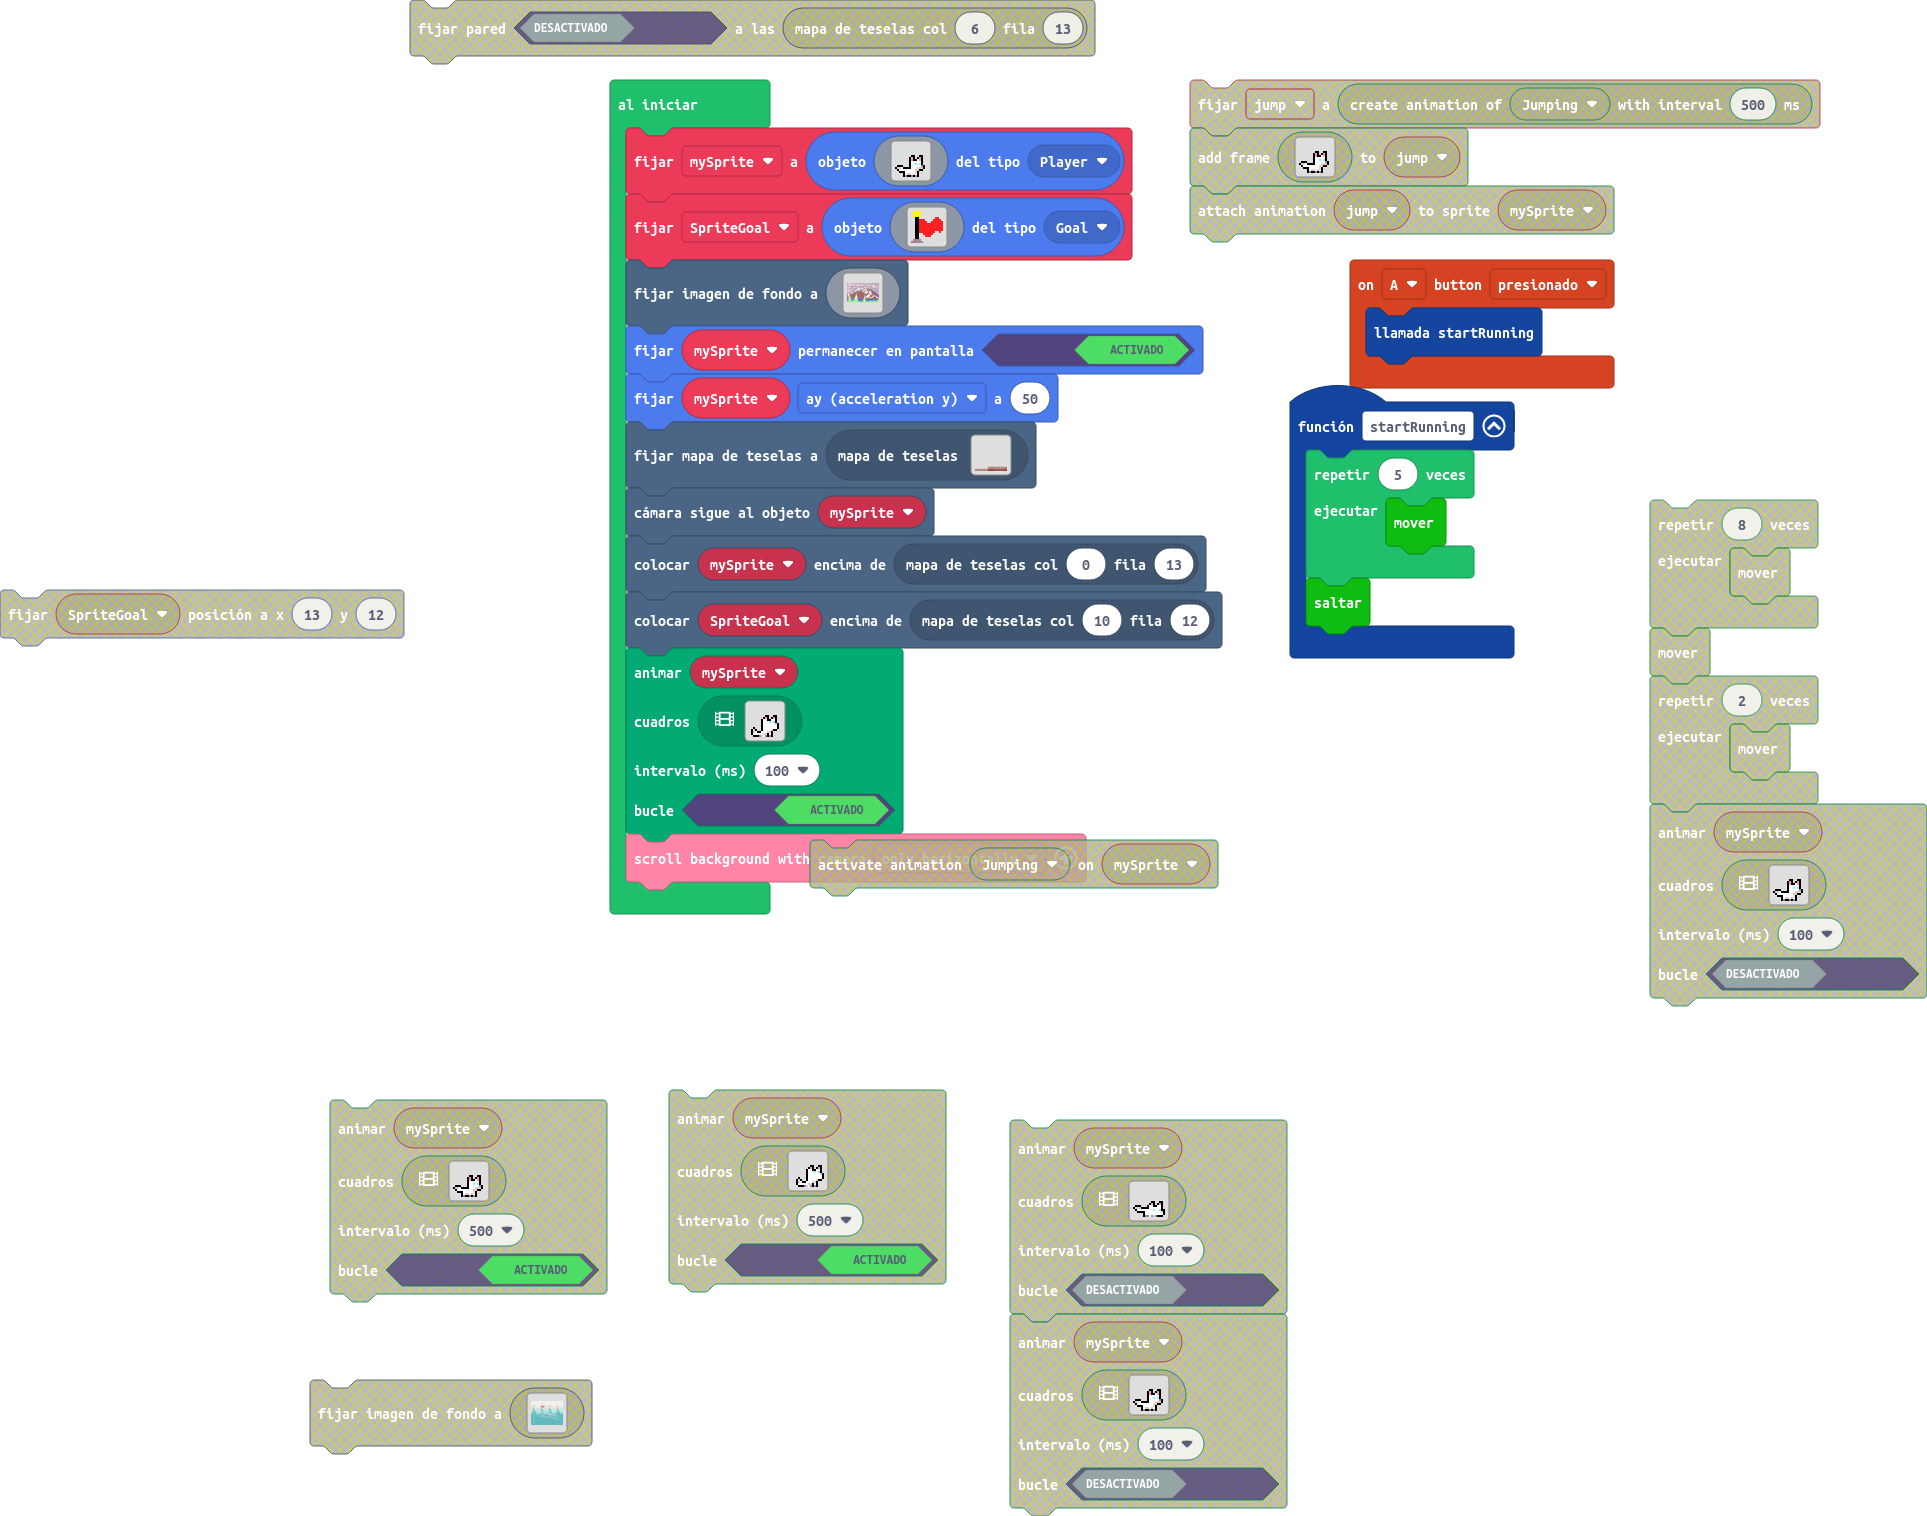 fijar pared DESACTIVADO a las mapa de teselas col 6 fila 13
al iniciar
fijar mySprite a objeto del tipo Player
fijar SpriteGoal a objeto del tipo Goal
fijar imagen de fondo a
fijar mySprite permanecer en pantalla ACTIVADO
fijar mySprite ay (acceleration y) a 50
fijar mapa de teselas a mapa de teselas
cámara sigue al objeto mySprite
colocar mySprite encima de mapa de teselas col 0 fila 13
colocar SpriteGoal encima de mapa de teselas col 10 fila 12
animar mySprite
cuadros
intervalo (ms) 100
bucle ACTIVADO
scroll background with
activate animation Jumping on mySprite
fijar jump a create animation of Jumping with interval 500 ms
add frame to jump
attach animation jump to sprite mySprite
on A button presionado
llamada startRunning
función startRunning
repetir 5 veces
ejecutar mover
saltar
fijar SpriteGoal posición a x 13 y 12
repetir 8 veces
ejecutar mover
mover
repetir 2 veces
ejecutar mover
animar mySprite
cuadros
intervalo (ms) 100
bucle DESACTIVADO
animar mySprite
cuadros
intervalo (ms) 500
bucle ACTIVADO
animar mySprite
cuadros
intervalo (ms) 500
bucle ACTIVADO
animar mySprite
cuadros
intervalo (ms) 100
bucle DESACTIVADO
animar mySprite
cuadros
intervalo (ms) 100
bucle DESACTIVADO
fijar imagen de fondo a